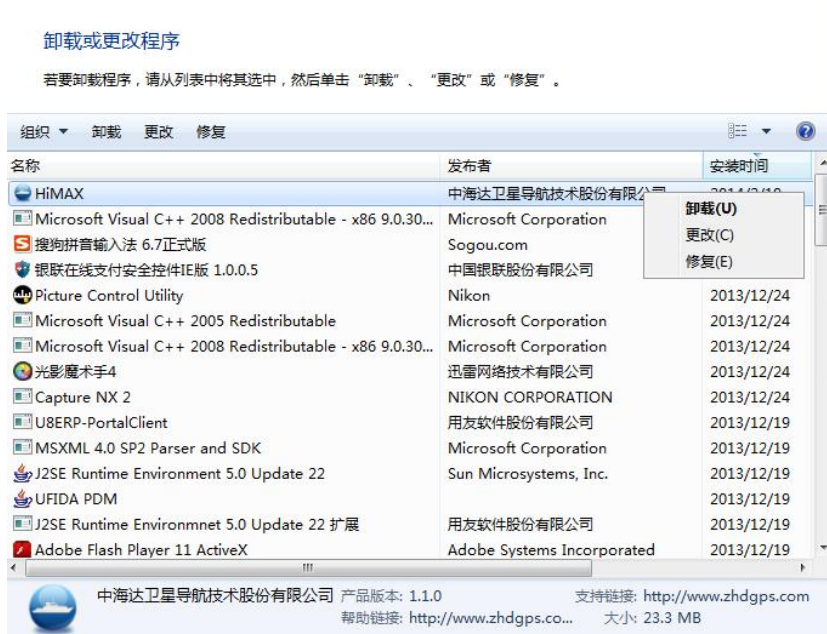 卸载或更改程序
若要卸载程序，请从列表中将其选中，然后单击“卸载”、“更改”或“修复”。
组织 卸载 更改 修复
名称 发布者 安装时间
HiMAX 中海达卫星导航技术股份有限公司
卸载(U)
更改(C)
修复(E)
Microsoft Visual C++ 2008 Redistributable - x86 9.0.30... Microsoft Corporation
搜狗拼音输入法 6.7正式版 Sogou.com
银联在线支付安全控件IE版 1.0.0.5 中国银联股份有限公司
Picture Control Utility Nikon 2013/12/24
Microsoft Visual C++ 2005 Redistributable Microsoft Corporation 2013/12/24
Microsoft Visual C++ 2008 Redistributable - x86 9.0.30... Microsoft Corporation 2013/12/24
光影魔术手4 迅雷网络技术有限公司 2013/12/24
Capture NX 2 NIKON CORPORATION 2013/12/24
U8ERP-PortalClient 用友软件股份有限公司 2013/12/19
MSXML 4.0 SP2 Parser and SDK Microsoft Corporation 2013/12/19
J2SE Runtime Environment 5.0 Update 22 Sun Microsystems, Inc. 2013/12/19
UFIDA PDM 2013/12/19
J2SE Runtime Environmnet 5.0 Update 22 扩展 用友软件股份有限公司 2013/12/19
Adobe Flash Player 11 ActiveX Adobe Systems Incorporated 2013/12/19
中海达卫星导航技术股份有限公司 产品版本: 1.1.0 支持链接: http://www.zhdgps.com
帮助链接: http://www.zhdgps.co... 大小: 23.3 MB